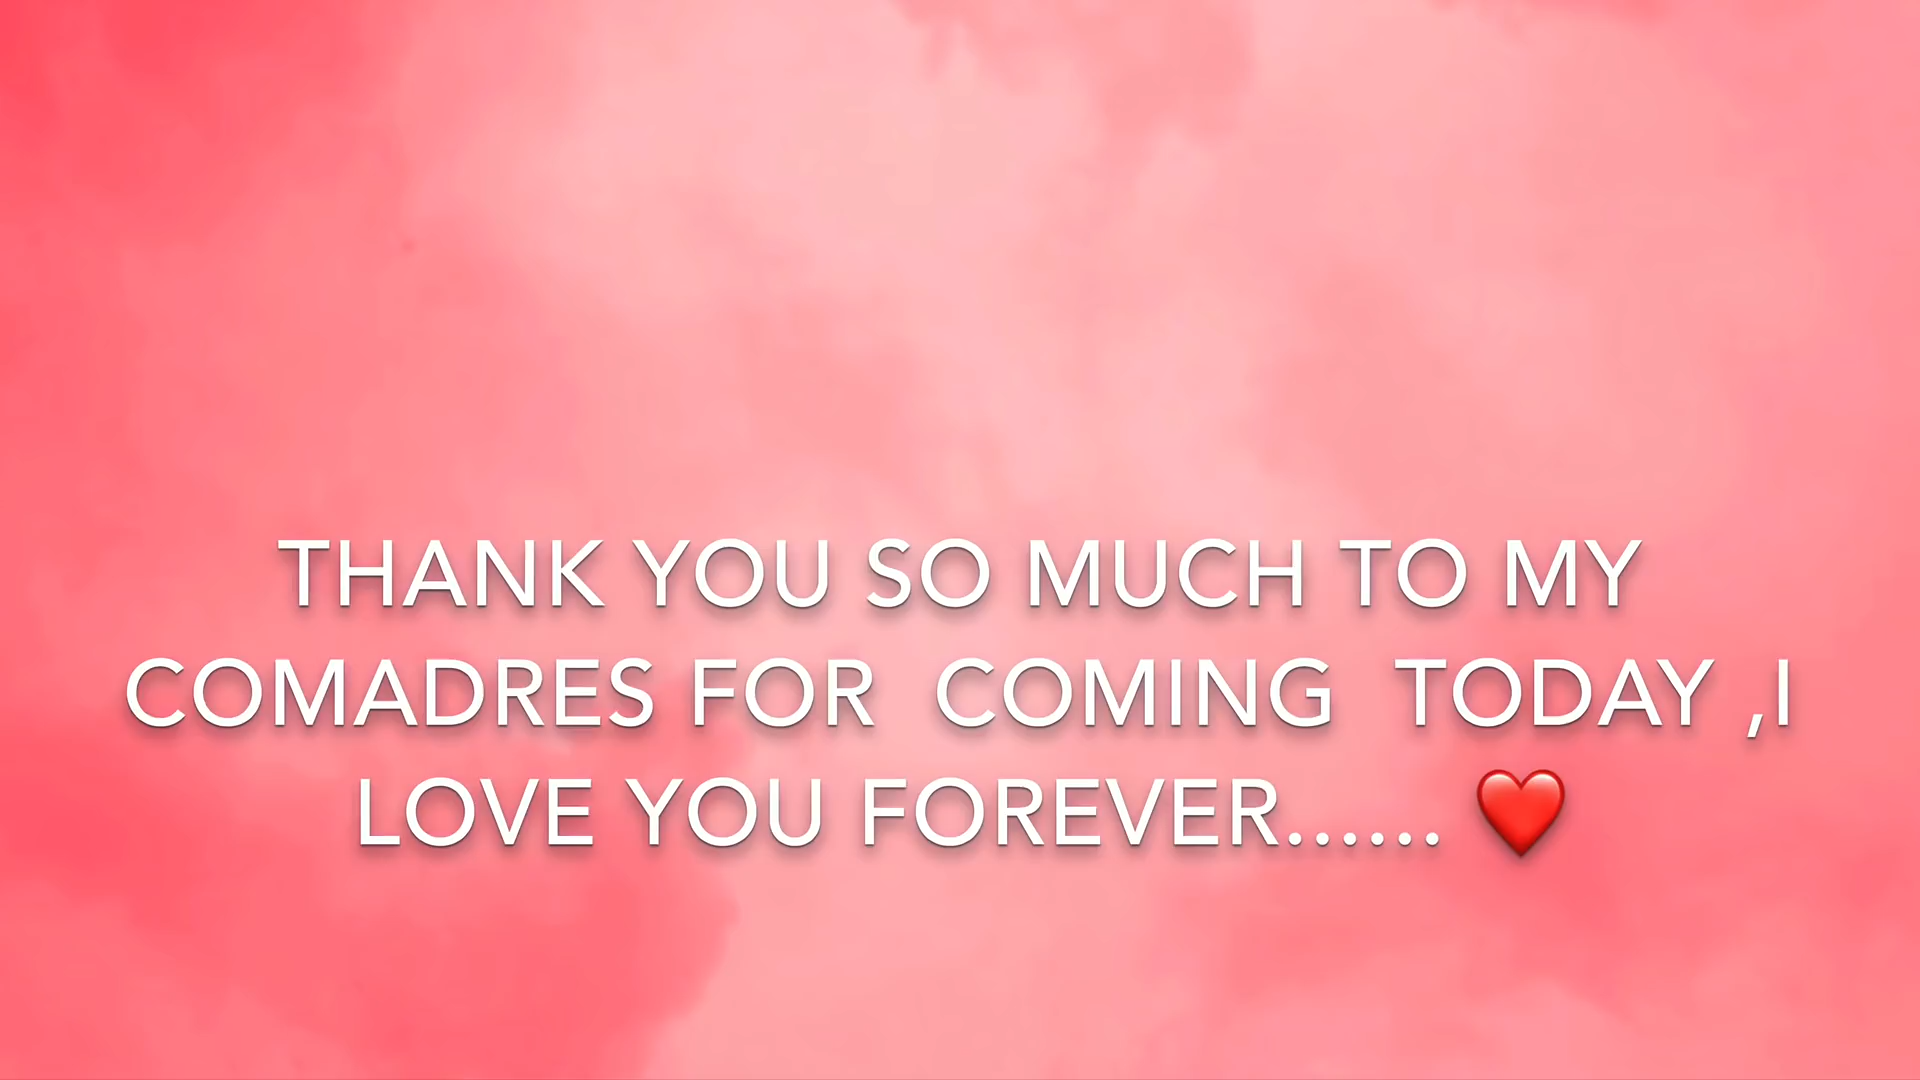 THANK YOU SO MUCH TO MY
COMADRES FOR  COMING  TODAY ,I
LOVE YOU FOREVER...... ❤️